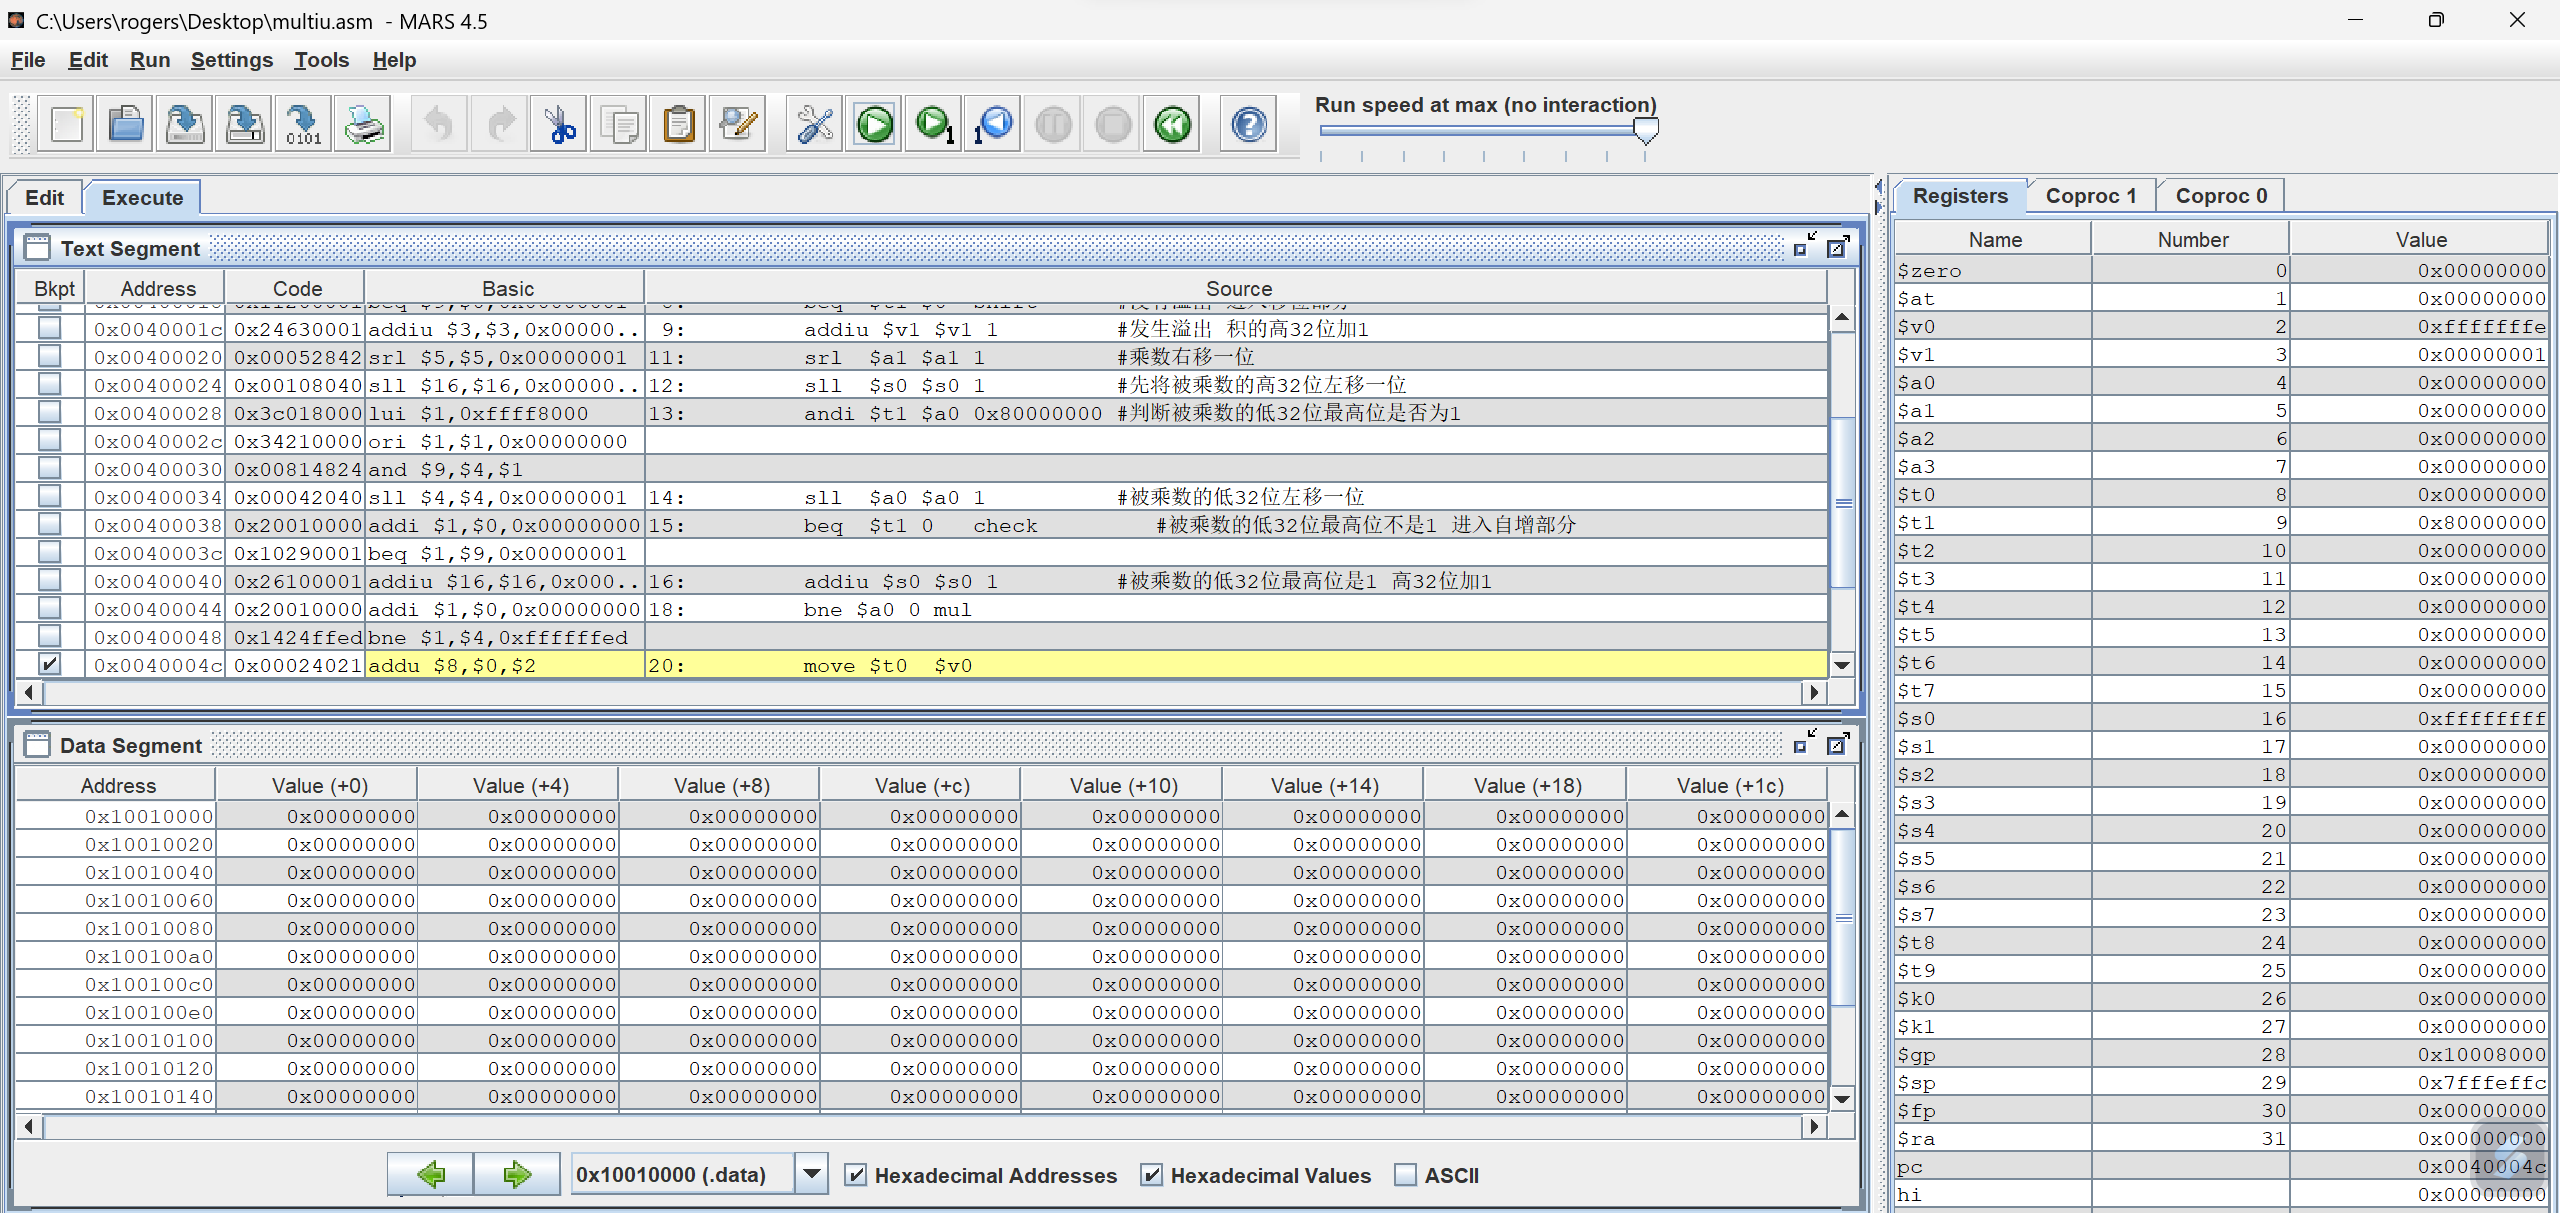 C:\Users\rogers\Desktop\multiu.asm - MARS 4.5
File Edit Run Settings Tools Help
Run speed at max (no interaction)
Edit Execute
Text Segment
Bkpt Address Code Basic Source
0x0040001c 0x24630001 addiu $3,$3,0x00000... 9: addiu $v1 $v1 1 #发生溢出 积的高32位加1
0x00400020 0x00052842 srl $5,$5,0x00000001 11: srl $a1 $a1 1 #乘数右移一位
0x00400024 0x00108040 sll $16,$16,0x00000... 12: sll $s0 $s0 1 #先将被乘数的高32位左移一位
0x00400028 0x3c018000 lui $1,0xffff8000 13: andi $t1 $a0 0x80000000 #判断被乘数的低32位最高位是否为1
0x0040002c 0x34210000 ori $1,$1,0x00000000
0x00400030 0x00814824 and $9,$4,$1
0x00400034 0x00042040 sll $4,$4,0x00000001 14: sll $a0 $a0 1 #被乘数的低32位左移一位
0x00400038 0x20010000 addi $1,$0,0x00000000 15: beq $t1 0 check #被乘数的低32位最高位不是1 进入自增部分
0x0040003c 0x10290001 beq $1,$9,0x00000001
0x00400040 0x26100001 addiu $16,$16,0x000... 16: addiu $s0 $s0 1 #被乘数的低32位最高位是1 高32位加1
0x00400044 0x20010000 addi $1,$0,0x00000000 18: bne $a0 0 mul
0x00400048 0x1424ffed bne $1,$4,0xffffffed
0x0040004c 0x00024021 addu $8,$0,$2 20: move $t0 $v0
Data Segment
Address Value (+0) Value (+4) Value (+8) Value (+c) Value (+10) Value (+14) Value (+18) Value (+1c)
0x10010000 0x00000000 0x00000000 0x00000000 0x00000000 0x00000000 0x00000000 0x00000000 0x00000000
0x10010020 0x00000000 0x00000000 0x00000000 0x00000000 0x00000000 0x00000000 0x00000000 0x00000000
0x10010040 0x00000000 0x00000000 0x00000000 0x00000000 0x00000000 0x00000000 0x00000000 0x00000000
0x10010060 0x00000000 0x00000000 0x00000000 0x00000000 0x00000000 0x00000000 0x00000000 0x00000000
0x10010080 0x00000000 0x00000000 0x00000000 0x00000000 0x00000000 0x00000000 0x00000000 0x00000000
0x100100a0 0x00000000 0x00000000 0x00000000 0x00000000 0x00000000 0x00000000 0x00000000 0x00000000
0x100100c0 0x00000000 0x00000000 0x00000000 0x00000000 0x00000000 0x00000000 0x00000000 0x00000000
0x100100e0 0x00000000 0x00000000 0x00000000 0x00000000 0x00000000 0x00000000 0x00000000 0x00000000
0x10010100 0x00000000 0x00000000 0x00000000 0x00000000 0x00000000 0x00000000 0x00000000 0x00000000
0x10010120 0x00000000 0x00000000 0x00000000 0x00000000 0x00000000 0x00000000 0x00000000 0x00000000
0x10010140 0x00000000 0x00000000 0x00000000 0x00000000 0x00000000 0x00000000 0x00000000 0x00000000
0x10010000 (.data) Hexadecimal Addresses Hexadecimal Values ASCII
Registers Coproc 1 Coproc 0
Name Number Value
$zero 0 0x00000000
$at 1 0x00000000
$v0 2 0xfffffffe
$v1 3 0x00000001
$a0 4 0x00000000
$a1 5 0x00000000
$a2 6 0x00000000
$a3 7 0x00000000
$t0 8 0x00000000
$t1 9 0x80000000
$t2 10 0x00000000
$t3 11 0x00000000
$t4 12 0x00000000
$t5 13 0x00000000
$t6 14 0x00000000
$t7 15 0x00000000
$s0 16 0xffffffff
$s1 17 0x00000000
$s2 18 0x00000000
$s3 19 0x00000000
$s4 20 0x00000000
$s5 21 0x00000000
$s6 22 0x00000000
$s7 23 0x00000000
$t8 24 0x00000000
$t9 25 0x00000000
$k0 26 0x00000000
$k1 27 0x00000000
$gp 28 0x10008000
$sp 29 0x7fffeffc
$fp 30 0x00000000
$ra 31 0x00000000
pc 0x0040004c
hi 0x00000000